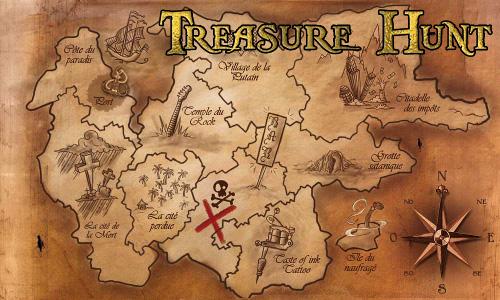 TREASURE HUNT
Côte du
paradis
Port
Village de la
Putain
Temple du
Rock
Citadelle
des impôts
Grotte
satanique
La cité de
la Mort
La cité
perdue
Taste of ink
Tattoo
Ile du
naufragé
N
NO
NE
O
E
SO
SE
S